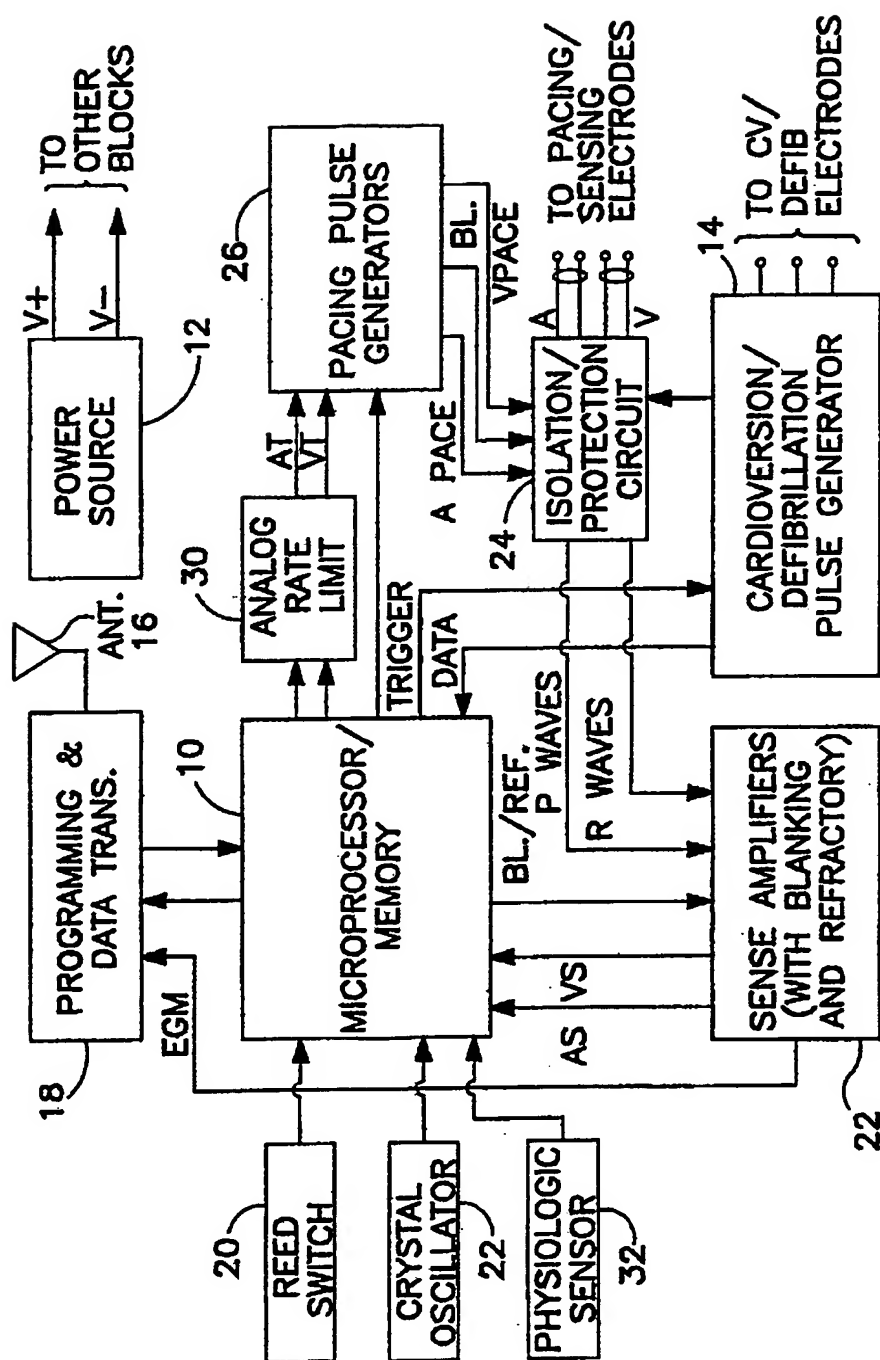 V+
V-
TO
OTHER
BLOCKS
POWER
SOURCE
12
ANT.
16
PROGRAMMING &
DATA TRANS.
18
EGM
10
MICROPROCESSOR/
MEMORY
30
ANALOG
RATE
LIMIT
AT
VT
26
PACING PULSE
GENERATORS
A PACE
BL.
VPACE
TRIGGER
DATA
20
REED
SWITCH
CRYSTAL
OSCILLATOR
22
PHYSIOLOGIC
SENSOR
32
AS
VS
BL./REF.
P WAVES
R WAVES
24
ISOLATION/
PROTECTION
CIRCUIT
A
V
TO PACING/
SENSING
ELECTRODES
SENSE AMPLIFIERS
(WITH BLANKING
AND REFRACTORY)
22
CARDIOVERSION/
DEFIBRILLATION
PULSE GENERATOR
14
TO CV/
DEFIB
ELECTRODES